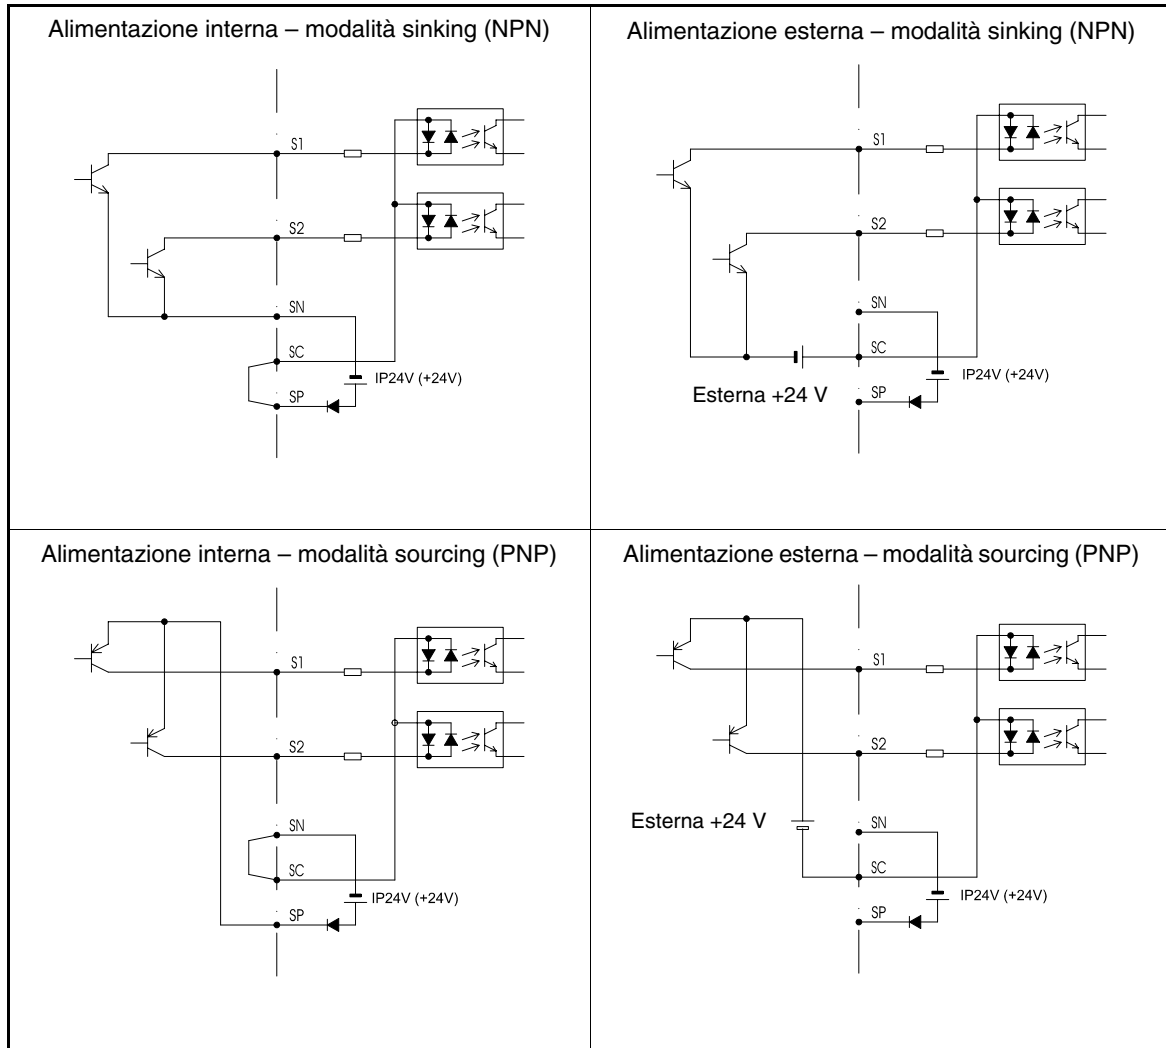 Alimentazione interna – modalità sinking (NPN)
S1
S2
SN
SC
IP24V (+24V)
SP
Alimentazione esterna – modalità sinking (NPN)
S1
S2
SN
SC
IP24V (+24V)
Esterna +24 V
SP
Alimentazione interna – modalità sourcing (PNP)
S1
S2
SN
SC
IP24V (+24V)
SP
Alimentazione esterna – modalità sourcing (PNP)
S1
S2
Esterna +24 V
SN
SC
IP24V (+24V)
SP